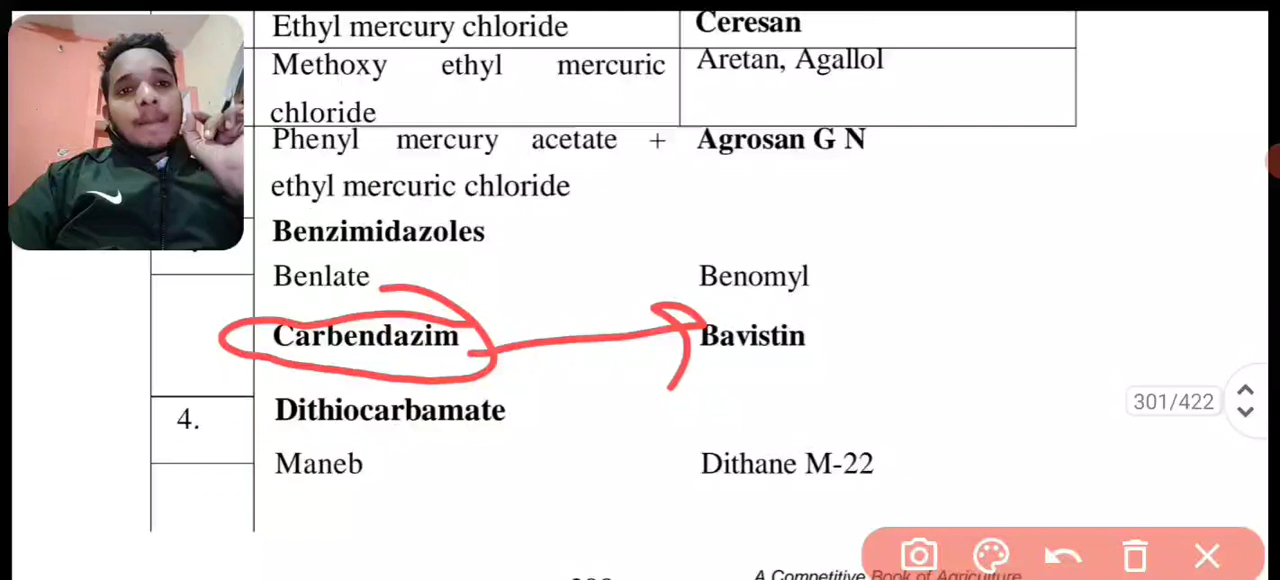 Ethyl mercury chloride Ceresan
Methoxy ethyl mercuric Aretan, Agallol
chloride
Phenyl mercury acetate + Agrosan G N
ethyl mercuric chloride
Benzimidazoles
Benlate Benomyl
Carbendazim Bavistin
301/422
4. Dithiocarbamate
Maneb Dithane M-22
A Competitive Book of Agriculture